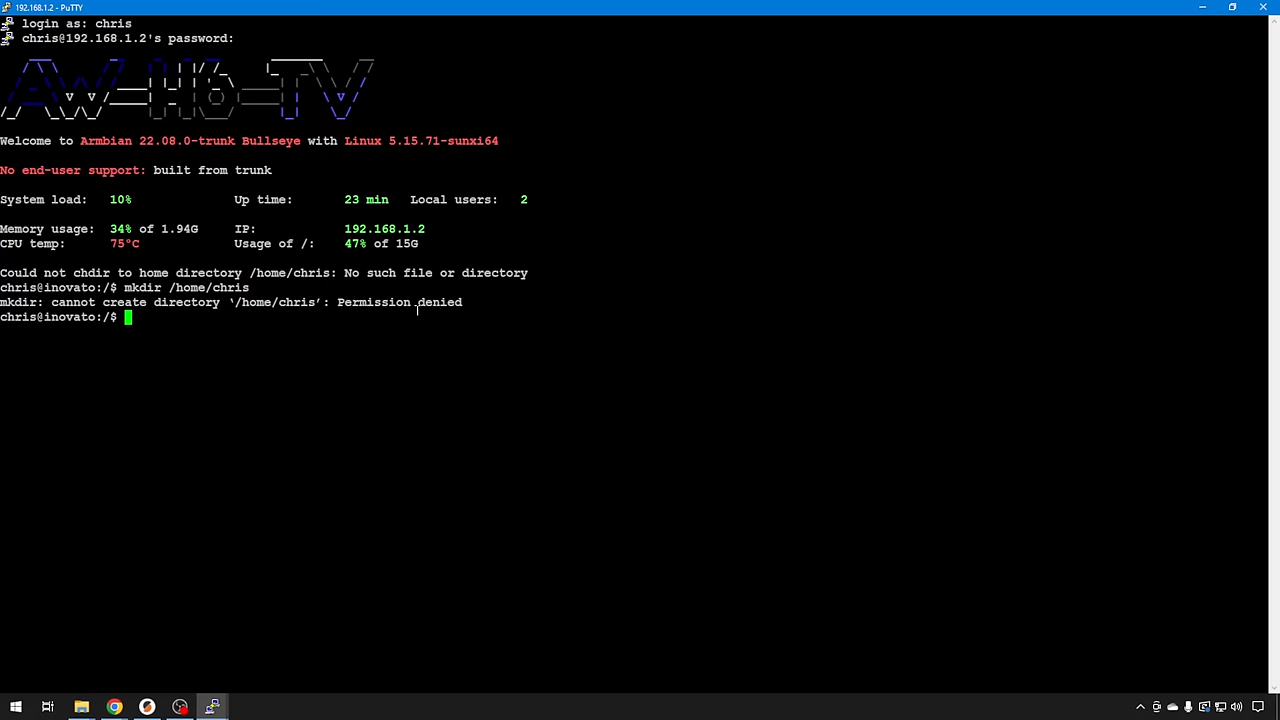 192.168.1.2 - PuTTY
login as: chris
chris@192.168.1.2's password:
AW-H6-TV
Welcome to Armbian 22.08.0-trunk Bullseye with Linux 5.15.71-sunxi64
No end-user support: built from trunk
System load: 10% Up time: 23 min Local users: 2
Memory usage: 34% of 1.94G IP: 192.168.1.2
CPU temp: 75°C Usage of /: 47% of 15G
Could not chdir to home directory /home/chris: No such file or directory
chris@inovato:/$ mkdir /home/chris
mkdir: cannot create directory ‘/home/chris’: Permission denied
chris@inovato:/$